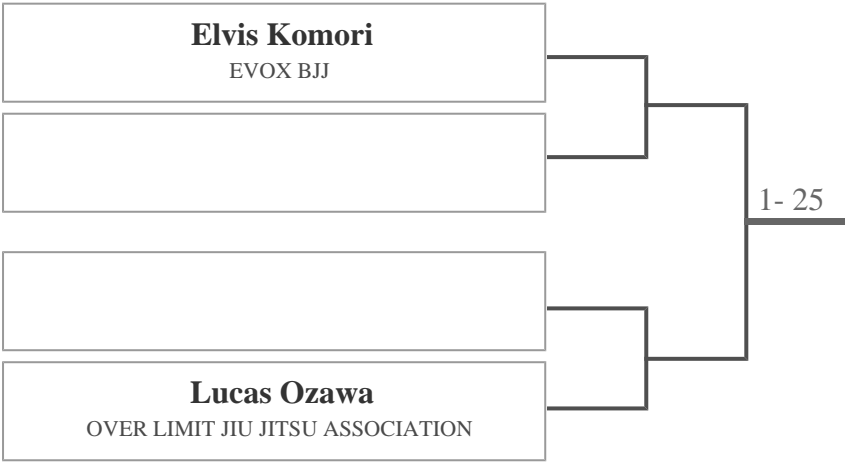 Elvis Komori
EVOX BJJ
1- 25
Lucas Ozawa
OVER LIMIT JIU JITSU ASSOCIATION